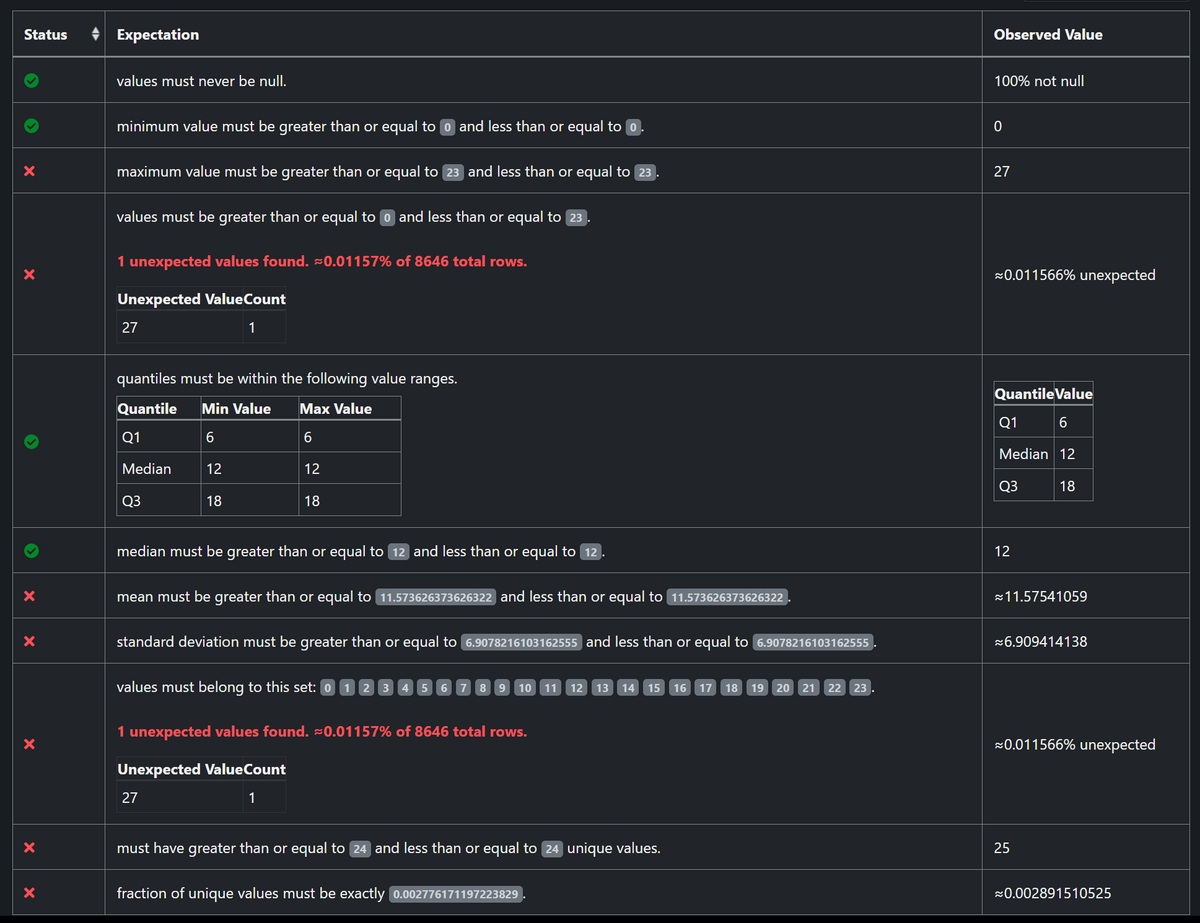 Status Expectation Observed Value
values must never be null. 100% not null
minimum value must be greater than or equal to 0 and less than or equal to 0. 0
maximum value must be greater than or equal to 23 and less than or equal to 23. 27
values must be greater than or equal to 0 and less than or equal to 23.
1 unexpected values found. ≈0.01157% of 8646 total rows.
≈0.011566% unexpected
Unexpected Value Count
27 1
quantiles must be within the following value ranges.
Quantile Min Value Max Value
Q1 6 6
Median 12 12
Q3 18 18
Quantile Value
Q1 6
Median 12
Q3 18
median must be greater than or equal to 12 and less than or equal to 12. 12
mean must be greater than or equal to 11.573626373626322 and less than or equal to 11.573626373626322. ≈11.57541059
standard deviation must be greater than or equal to 6.9078216103162555 and less than or equal to 6.9078216103162555. ≈6.909414138
values must belong to this set: 0 1 2 3 4 5 6 7 8 9 10 11 12 13 14 15 16 17 18 19 20 21 22 23.
1 unexpected values found. ≈0.01157% of 8646 total rows.
≈0.011566% unexpected
Unexpected Value Count
27 1
must have greater than or equal to 24 and less than or equal to 24 unique values. 25
fraction of unique values must be exactly 0.002776171197223829. ≈0.002891510525